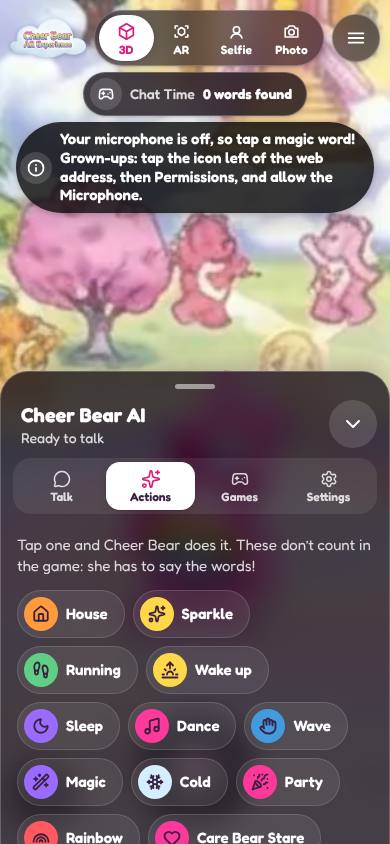 Cheer Bear
AR Experience
3D
AR
Selfie
Photo
Chat Time 0 words found
Your microphone is off, so tap a magic word!
Grown-ups: tap the icon left of the web
address, then Permissions, and allow the
Microphone.
Cheer Bear AI
Ready to talk
Talk
Actions
Games
Settings
Tap one and Cheer Bear does it. These don't count in
the game: she has to say the words!
House
Sparkle
Running
Wake up
Sleep
Dance
Wave
Magic
Cold
Party
Rainbow
Care Bear Stare